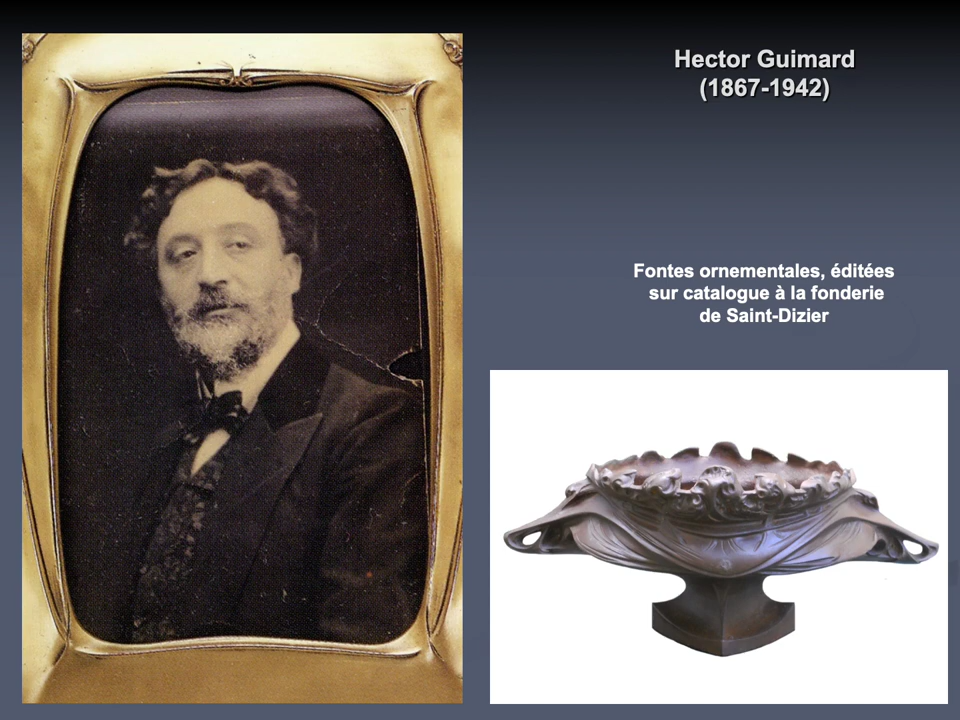 Hector Guimard
(1867-1942)
Fontes ornementales, éditées
sur catalogue à la fonderie
de Saint-Dizier